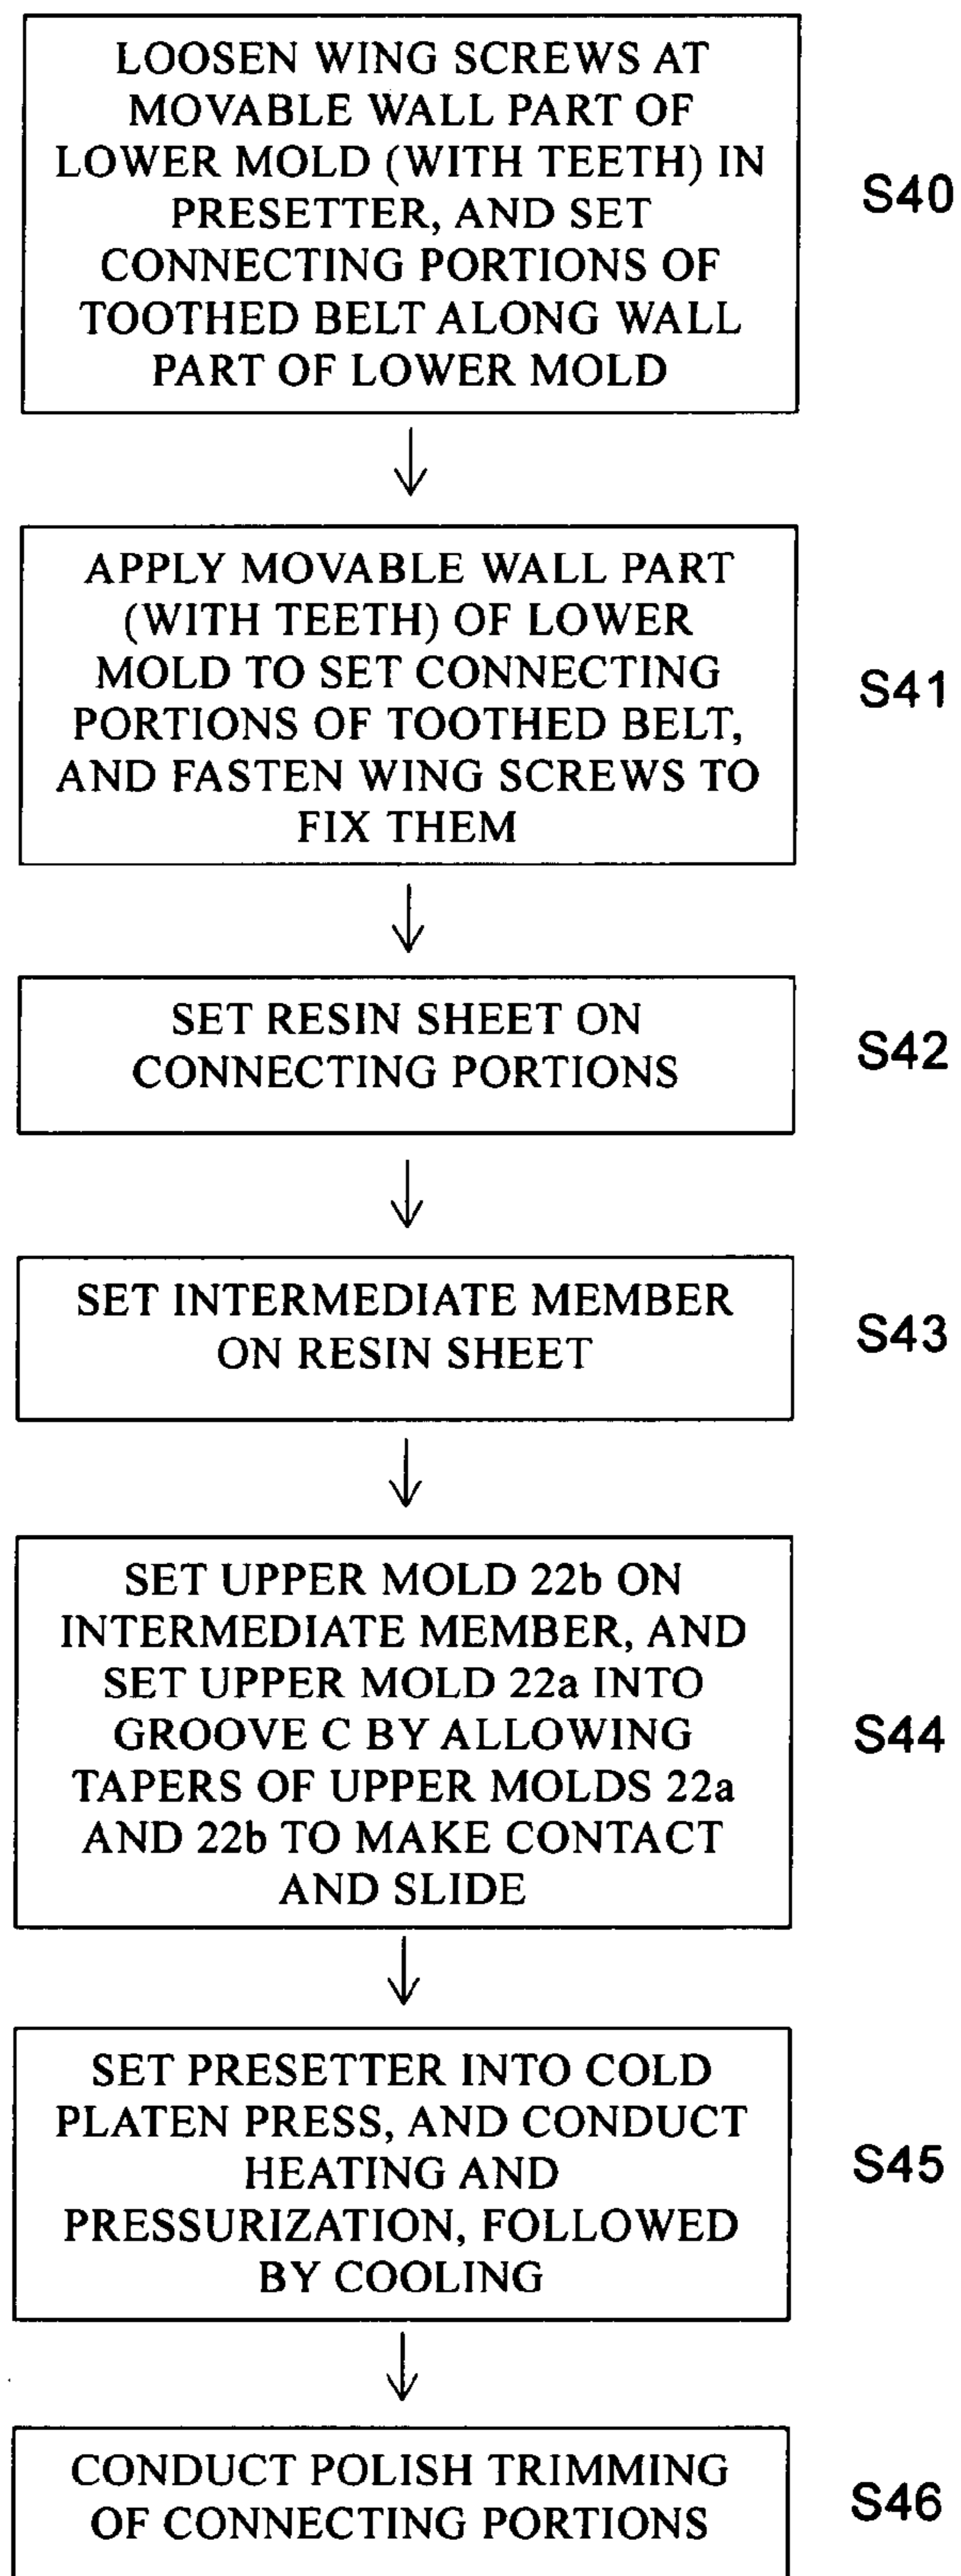 LOOSEN WING SCREWS AT
MOVABLE WALL PART OF
LOWER MOLD (WITH TEETH) IN
PRESETTER, AND SET
CONNECTING PORTIONS OF
TOOTHED BELT ALONG WALL
PART OF LOWER MOLD
S40
APPLY MOVABLE WALL PART
(WITH TEETH) OF LOWER
MOLD TO SET CONNECTING
PORTIONS OF TOOTHED BELT,
AND FASTEN WING SCREWS TO
FIX THEM
S41
SET RESIN SHEET ON
CONNECTING PORTIONS
S42
SET INTERMEDIATE MEMBER
ON RESIN SHEET
S43
SET UPPER MOLD 22b ON
INTERMEDIATE MEMBER, AND
SET UPPER MOLD 22a INTO
GROOVE C BY ALLOWING
TAPERS OF UPPER MOLDS 22a
AND 22b TO MAKE CONTACT
AND SLIDE
S44
SET PRESETTER INTO COLD
PLATEN PRESS, AND CONDUCT
HEATING AND
PRESSURIZATION, FOLLOWED
BY COOLING
S45
CONDUCT POLISH TRIMMING
OF CONNECTING PORTIONS
S46